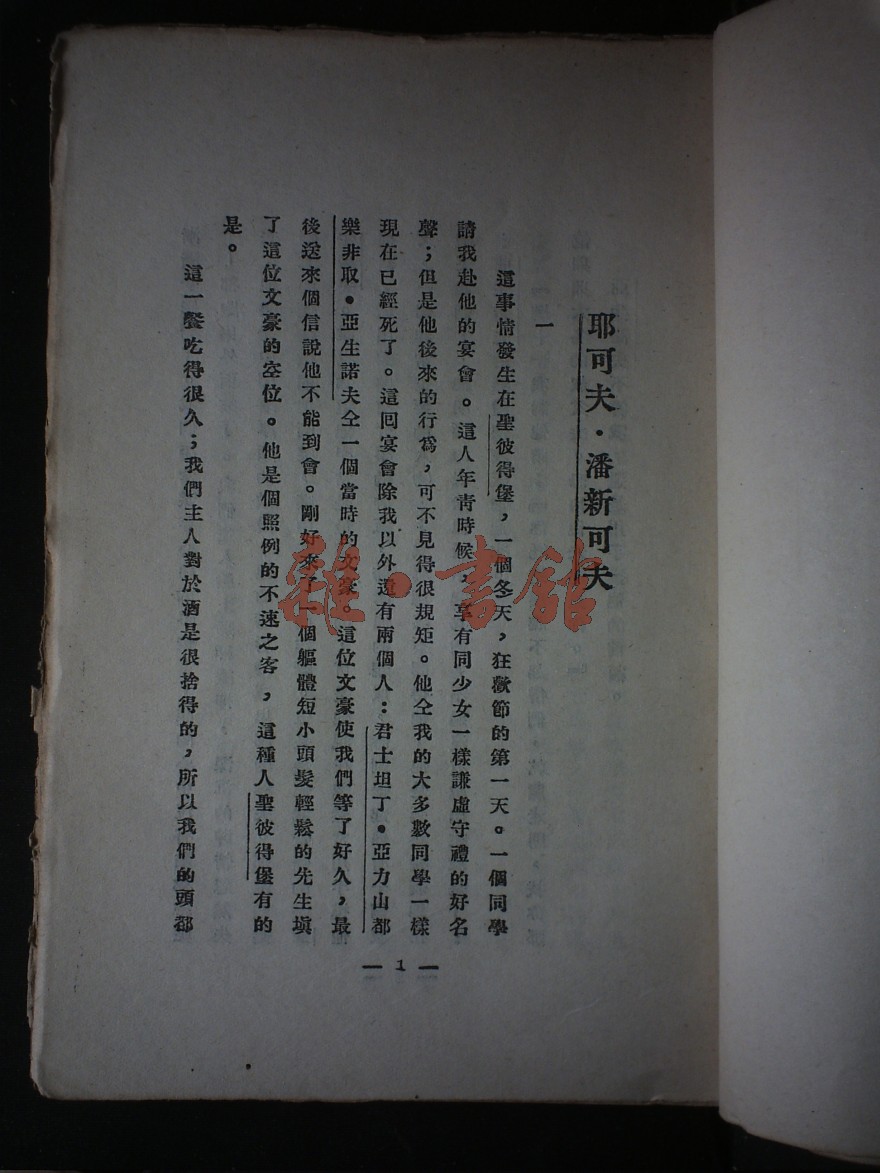 耶可夫·潘新可夫
一
這事情發生在聖彼得堡，一個冬天，狂歡節的第一天。一個同學
請我赴他的宴會。這人年靑時候，享有同少女一樣謙虛守禮的好名
聲；但是他後來的行爲，可不見得很規矩。他仝我的大多數同學一樣
現在已經死了。這囘宴會除我以外還有兩個人：君士坦丁·亞力山都
樂非取·亞生諾夫仝一個當時的文豪。這位文豪使我們等了好久，最
後送來個信說他不能到會。剛好來了一個軀體短小頭髮輕鬆的先生塡
了這位文豪的空位。他是個照例的不速之客，這種人聖彼得堡有的
是。
這一餐吃得很久；我們主人對於酒是很捨得的，所以我們的頭都
— 1 —
雜·書館